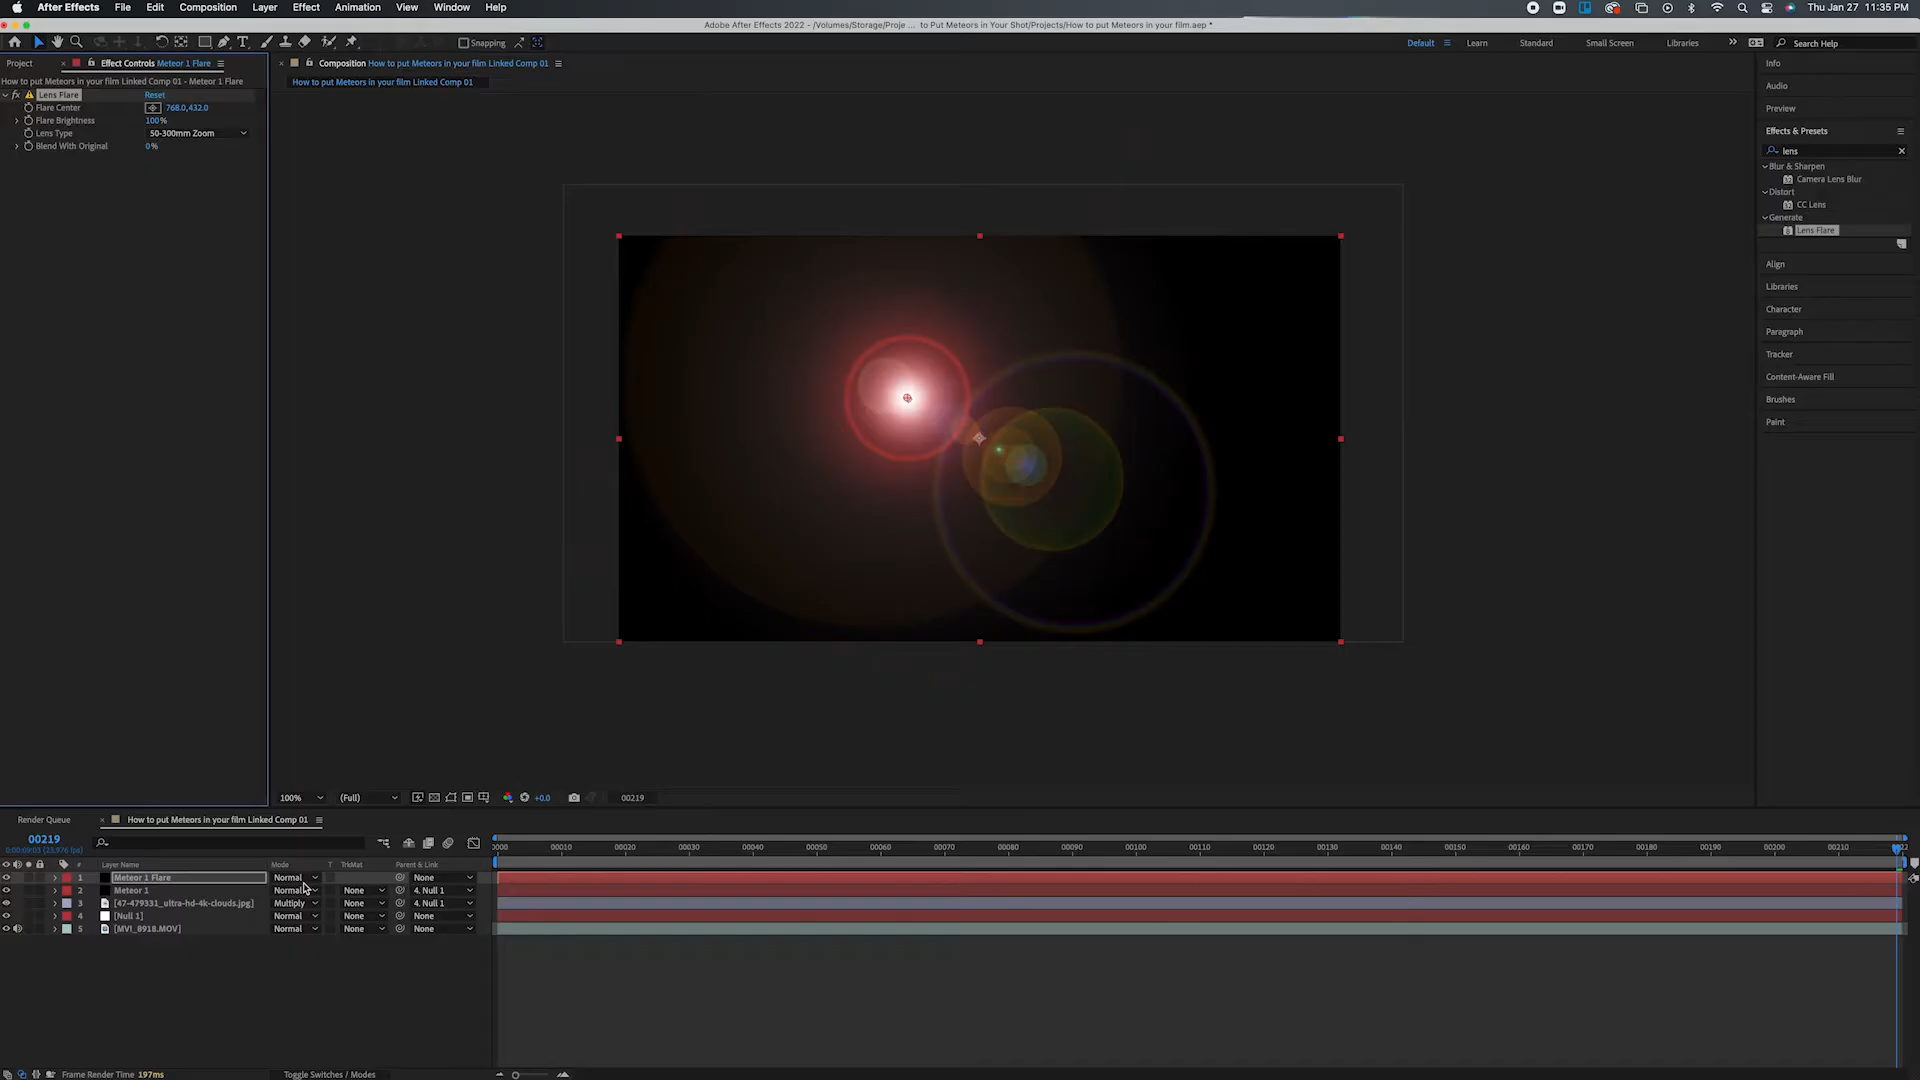 After Effects File Edit Composition Layer Effect Animation View Window Help Thu Jan 27 11:35 PM
Adobe After Effects 2022 - /Volumes/Storage/Proje ... to Put Meteors in Your Shot/Projects/How to put Meteors in your film.aep *
Snapping Default Learn Standard Small Screen Libraries Search Help
Project Effect Controls Meteor 1 Flare
How to put Meteors in your film Linked Comp 01 - Meteor 1 Flare
fx Lens Flare Reset
Flare Center 768.0,432.0
Flare Brightness 100%
Lens Type 50-300mm Zoom
Blend With Original 0%
Composition How to put Meteors in your film Linked Comp 01
How to put Meteors in your film Linked Comp 01
Info
Audio
Preview
Effects & Presets
lens
Blur & Sharpen
Camera Lens Blur
Distort
CC Lens
Generate
Lens Flare
Align
Libraries
Character
Paragraph
Tracker
Content-Aware Fill
Brushes
Paint
100% (Full) +0.0 00219
Render Queue How to put Meteors in your film Linked Comp 01
00219
0:00:09:03 (23.976 fps)
0000 00010 00020 00030 00040 00050 00060 00070 00080 00090 00100 00110 00120 00130 00140 00150 00160 00170 00180 00190 00200 00210 0022
# Layer Name Mode T TrkMat Parent & Link
1 Meteor 1 Flare Normal None
2 Meteor 1 Normal None 4. Null 1
3 [47-479331_ultra-hd-4k-clouds.jpg] Multiply None 4. Null 1
4 [Null 1] Normal None None
5 [MVI_8918.MOV] Normal None None
Frame Render Time 197ms Toggle Switches / Modes